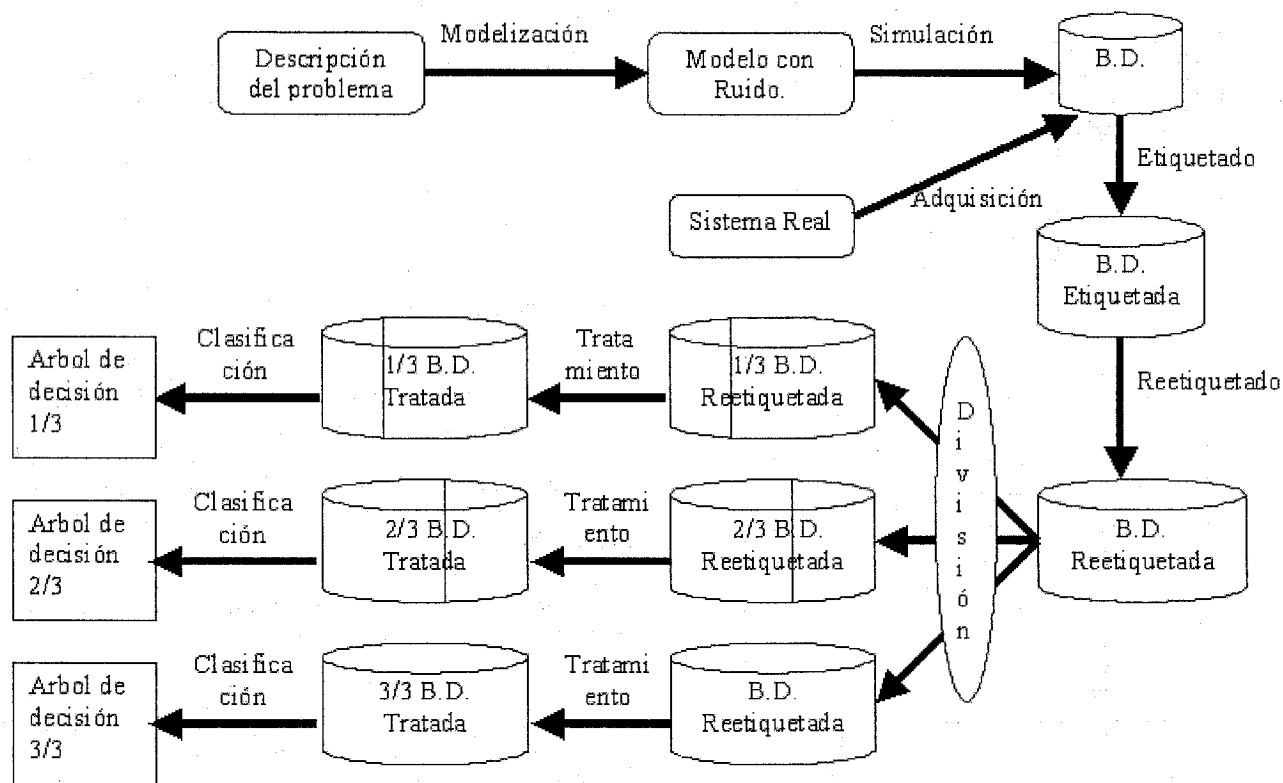 Modelización
Simulación
Descripción
del problema
Modelo con
Ruido.
B.D.
Etiquetado
Adquisición
Sistema Real
B.D.
Etiquetada
Reetiquetado
Arbol de
decisión
1/3
Clasifica
ción
1/3 B.D.
Tratada
Trata
miento
1/3 B.D.
Reetiquetada
División
B.D.
Reetiquetada
Arbol de
decisión
2/3
Clasifica
ción
2/3 B.D.
Tratada
Tratami
ento
2/3 B.D.
Reetiquetada
Arbol de
decisión
3/3
Clasifica
ción
3/3 B.D.
Tratada
Tratami
ento
B.D.
Reetiquetada